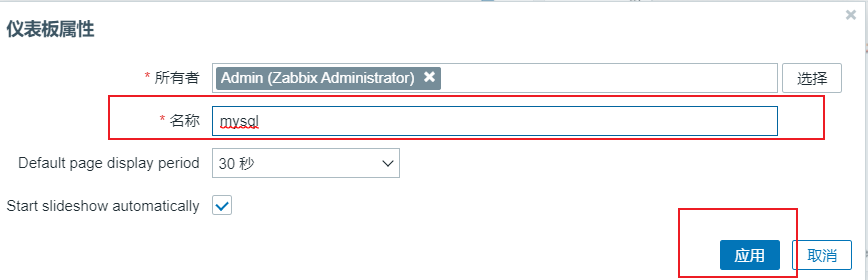 仪表板属性
* 所有者 Admin (Zabbix Administrator) 选择
* 名称 mysql
Default page display period 30 秒
Start slideshow automatically
应用 取消